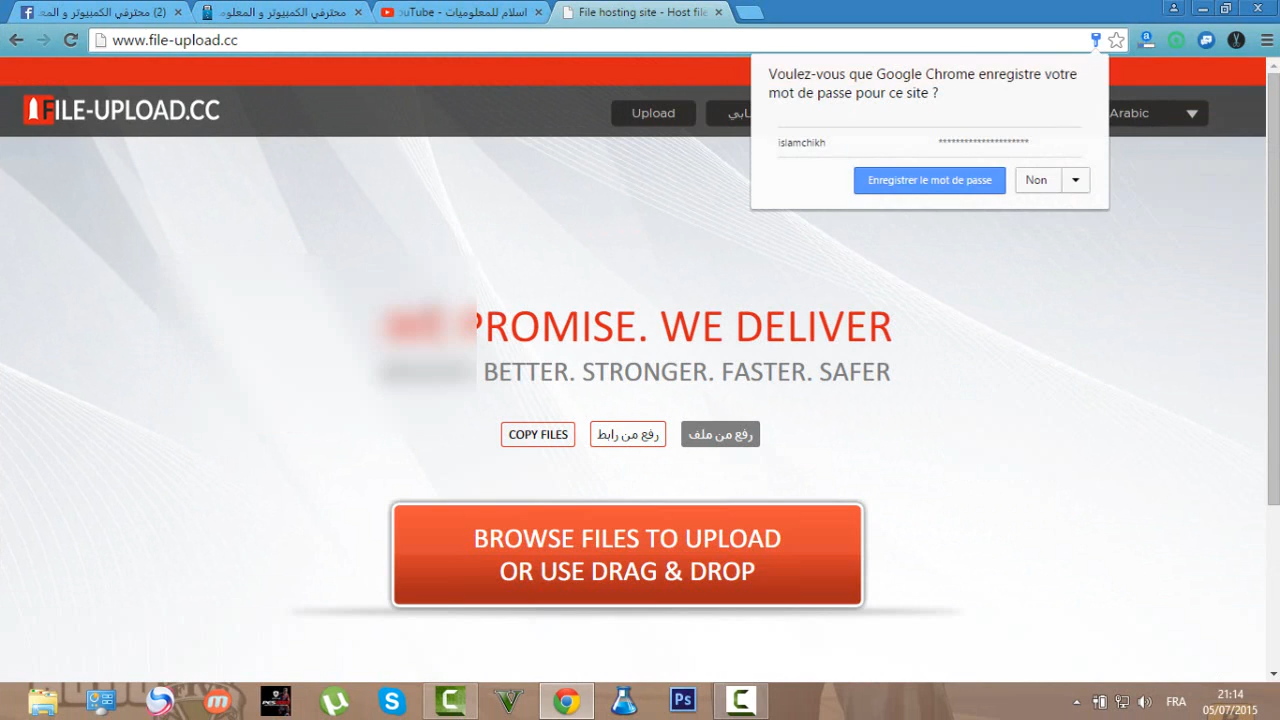 (2) محترفي الكمبيوتر و المعلو
محترفي الكمبيوتر و المعلوم
اسلام للمعلوميات - YouTube
File hosting site - Host file
www.file-upload.cc
Voulez-vous que Google Chrome enregistre votre
mot de passe pour ce site ?
islamchikh *********************
Enregistrer le mot de passe Non
FILE-UPLOAD.CC
Upload
Arabic
PROMISE. WE DELIVER
BETTER. STRONGER. FASTER. SAFER
COPY FILES رفع من رابط رفع من ملف
BROWSE FILES TO UPLOAD
OR USE DRAG & DROP
FRA
21:14
05/07/2015